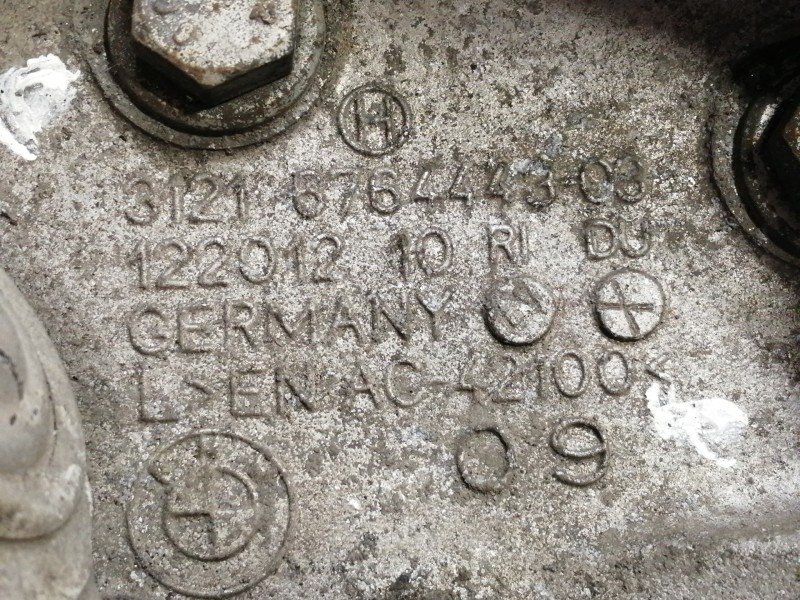 H
3121 6764443-03
122012 10 RI DU
GERMANY
L >EN AC-42100<
09